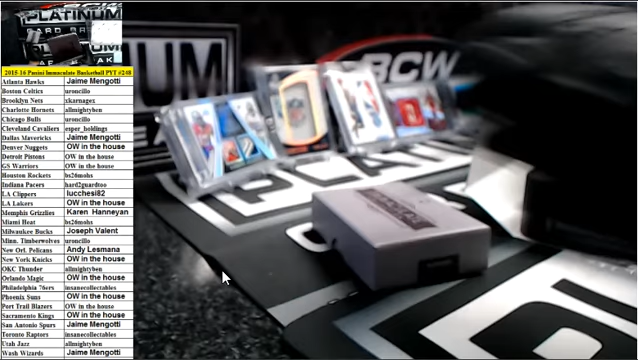 PLATINUM
2015-16 Panini Immaculate Basketball PYT #248
Atlanta Hawks Jaime Mengotti
Boston Celtics uroncillo
Brooklyn Nets xkarnagex
Charlotte Hornets allmightyben
Chicago Bulls uroncillo
Cleveland Cavaliers esper_holdings
Dallas Mavericks Jaime Mengotti
Denver Nuggets OW in the house
Detroit Pistons OW in the house
GS Warriors OW in the house
Houston Rockets bs26mohs
Indiana Pacers hard2guardtoo
LA Clippers lucchesi82
LA Lakers OW in the house
Memphis Grizzlies Karen Hanneyan
Miami Heat bs26mohs
Milwaukee Bucks Joseph Valent
Minn. Timberwolves uroncillo
New Orl. Pelicans Andy Lesmana
New York Knicks OW in the house
OKC Thunder allmightyben
Orlando Magic OW in the house
Philadelphia 76ers insanecollectables
Phoenix Suns OW in the house
Port Trail Blazers OW in the house
Sacramento Kings OW in the house
San Antonio Spurs Jaime Mengotti
Toronto Raptors insanecollectables
Utah Jazz allmightyben
Wash Wizards Jaime Mengotti
BCW